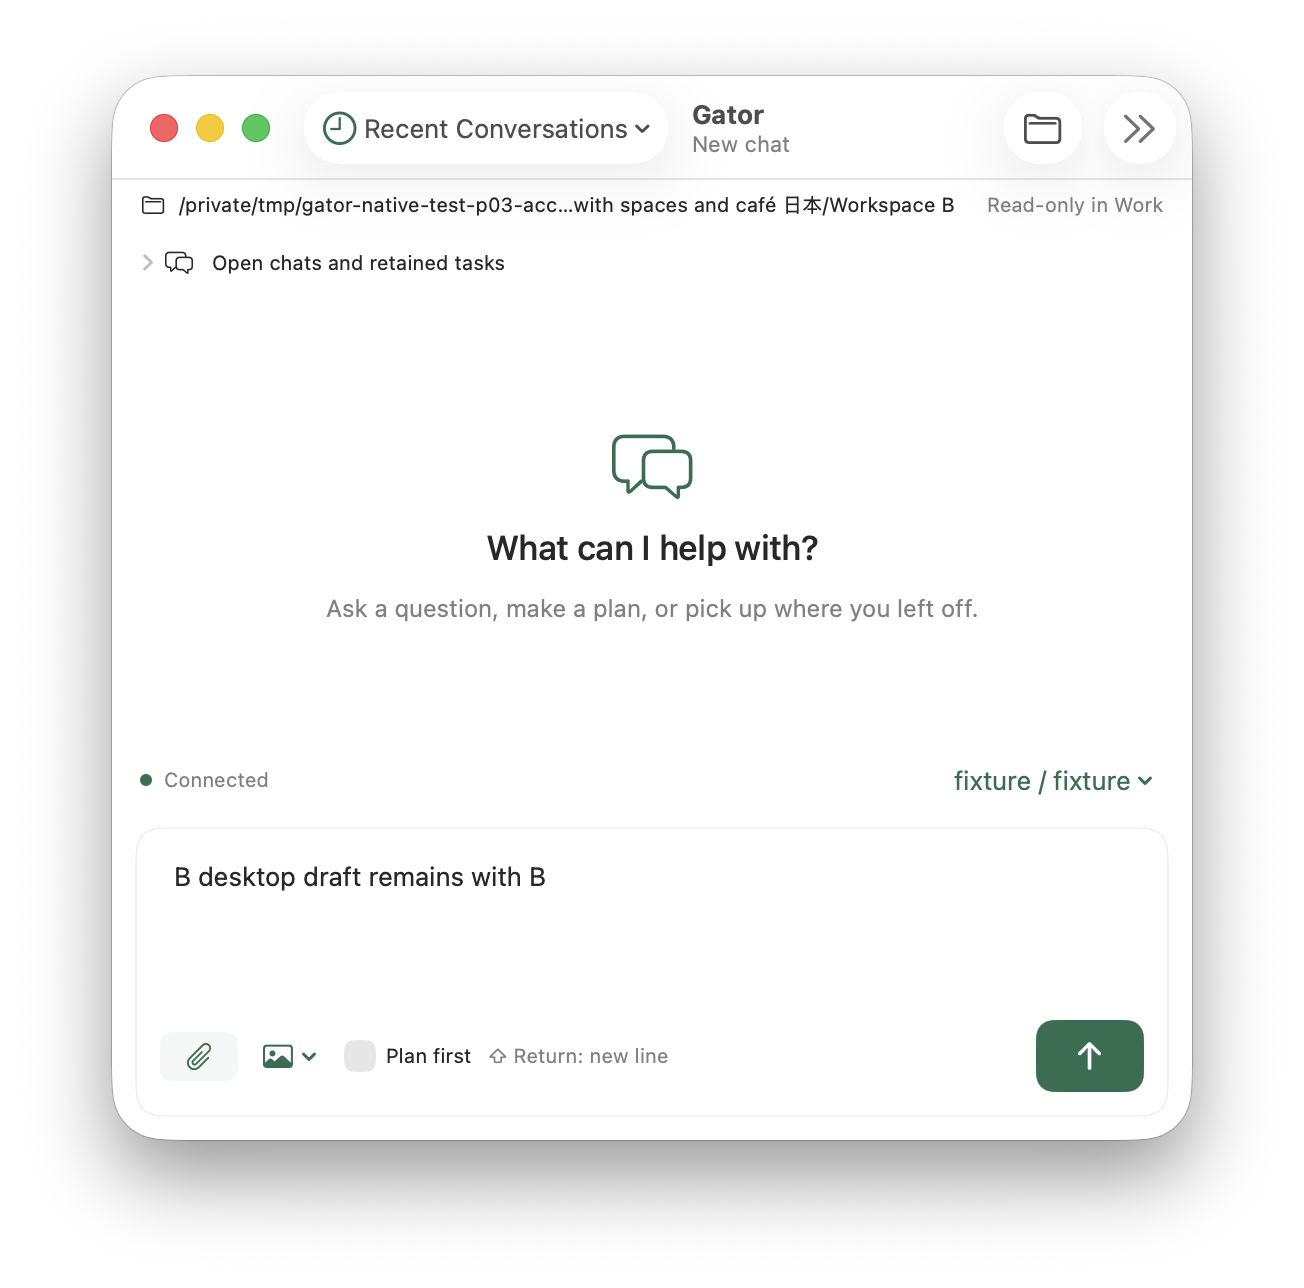 Recent Conversations
Gator
New chat
/private/tmp/gator-native-test-p03-acc...with spaces and café 日本/Workspace B
Read-only in Work
Open chats and retained tasks
What can I help with?
Ask a question, make a plan, or pick up where you left off.
Connected
fixture / fixture
B desktop draft remains with B
Plan first
⇧ Return: new line